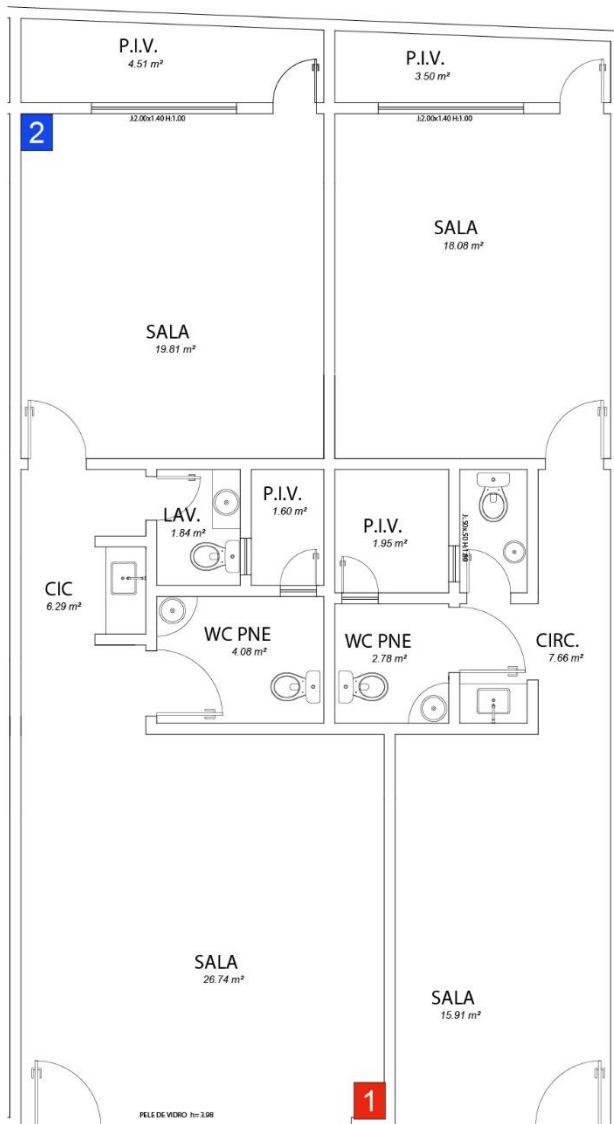 P.I.V.
4.51 m²
P.I.V.
3.50 m²
J:2.00x1.40 H:1.00
J:2.00x1.40 H:1.00
2
SALA
18.08 m²
SALA
19.81 m²
LAV.
1.84 m²
P.I.V.
1.60 m²
P.I.V.
1.95 m²
CIC
6.29 m²
WC PNE
4.08 m²
WC PNE
2.78 m²
CIRC.
7.66 m²
SALA
26.74 m²
SALA
15.91 m²
1
PELE DE VIDRO h= 3.98